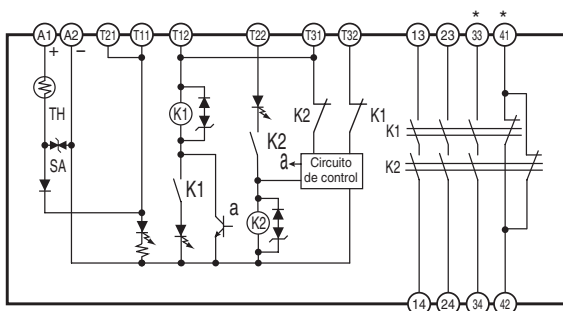 * *
A1 A2 T21 T11 T12 T22 T31 T32 13 23 33 41
+ −
TH
K1
K2
K1
K1
SA
K2
a
Circuito
de control
K2
K1
a
K2
14 24 34 42